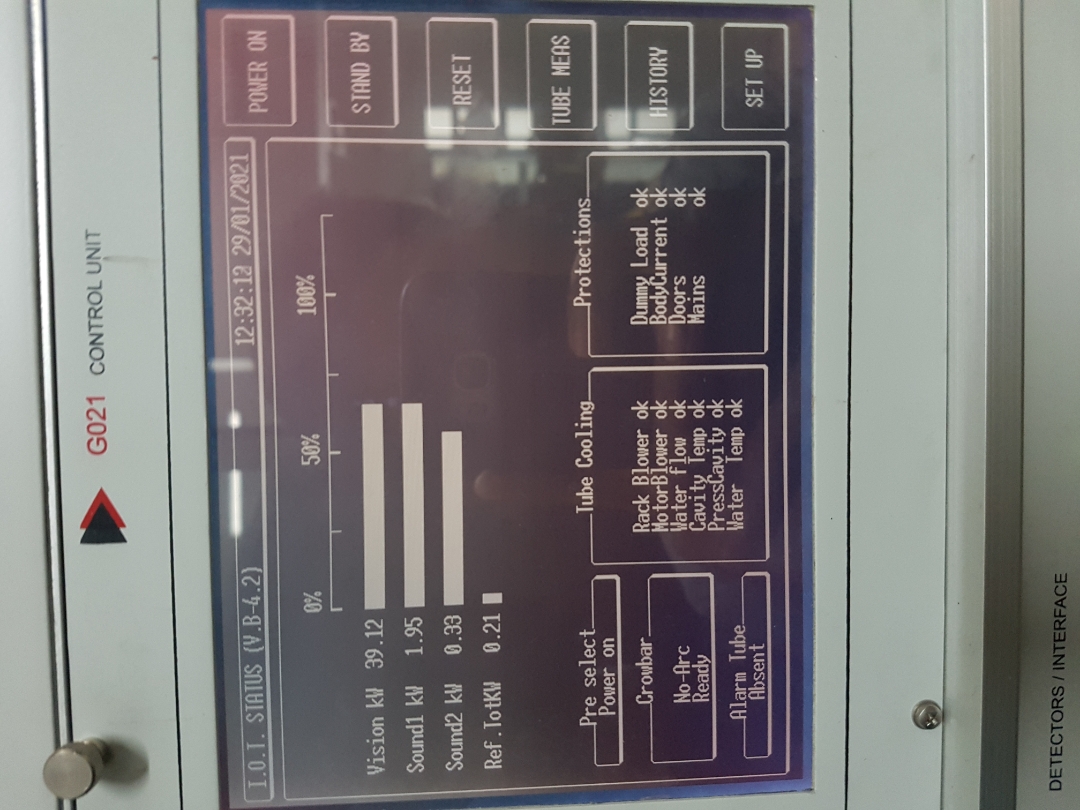 G021 CONTROL UNIT
I.O.T. STATUS (V.B-4.2) 12:32:12 29/01/2021
POWER ON
0% 50% 100%
STAND BY
Vision kW 39.12
Sound1 kW 1.95
Sound2 kW 0.33
RESET
Ref.TotKW 0.21
TUBE MEAS
Pre select
Power on
Crowbar
No-Arc
Ready
Alarm Tube
Absent
Tube Cooling
Rack Blower ok
MotorBlower ok
Water flow ok
Cavity Temp ok
PressCavity ok
Water Temp ok
Protections
Dummy Load ok
BodyCurrent ok
Doors ok
Mains ok
HISTORY
SET UP
DETECTORS / INTERFACE